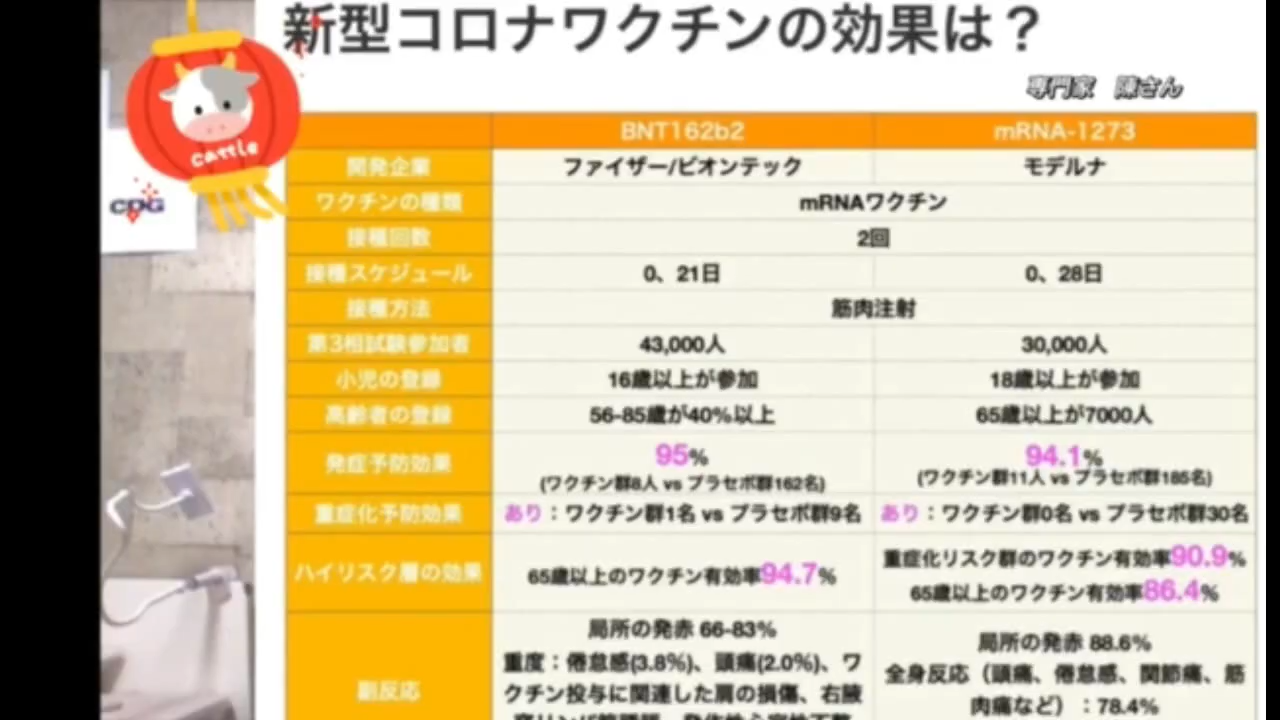 新型コロナワクチンの効果は？
専門家 陳さん
cattle
CDG
BNT162b2 mRNA-1273
開発企業 ファイザー/ビオンテック モデルナ
ワクチンの種類 mRNAワクチン
接種回数 2回
接種スケジュール 0、21日 0、28日
接種方法 筋肉注射
第3相試験参加者 43,000人 30,000人
小児の登録 16歳以上が参加 18歳以上が参加
高齢者の登録 56-85歳が40%以上 65歳以上が7000人
発症予防効果 95% 94.1%
(ワクチン群8人 vs プラセボ群162名) (ワクチン群11人 vs プラセボ群185名)
重症化予防効果 あり：ワクチン群1名 vs プラセボ群9名 あり：ワクチン群0名 vs プラセボ群30名
ハイリスク層の効果 65歳以上のワクチン有効率94.7% 重症化リスク群のワクチン有効率90.9%
65歳以上のワクチン有効率86.4%
副反応 局所の発赤 66-83% 局所の発赤 88.6%
重度：倦怠感(3.8%)、頭痛(2.0%)、ワ 全身反応（頭痛、倦怠感、関節痛、筋
クチン投与に関連した肩の損傷、右腋 肉痛など）：78.4%